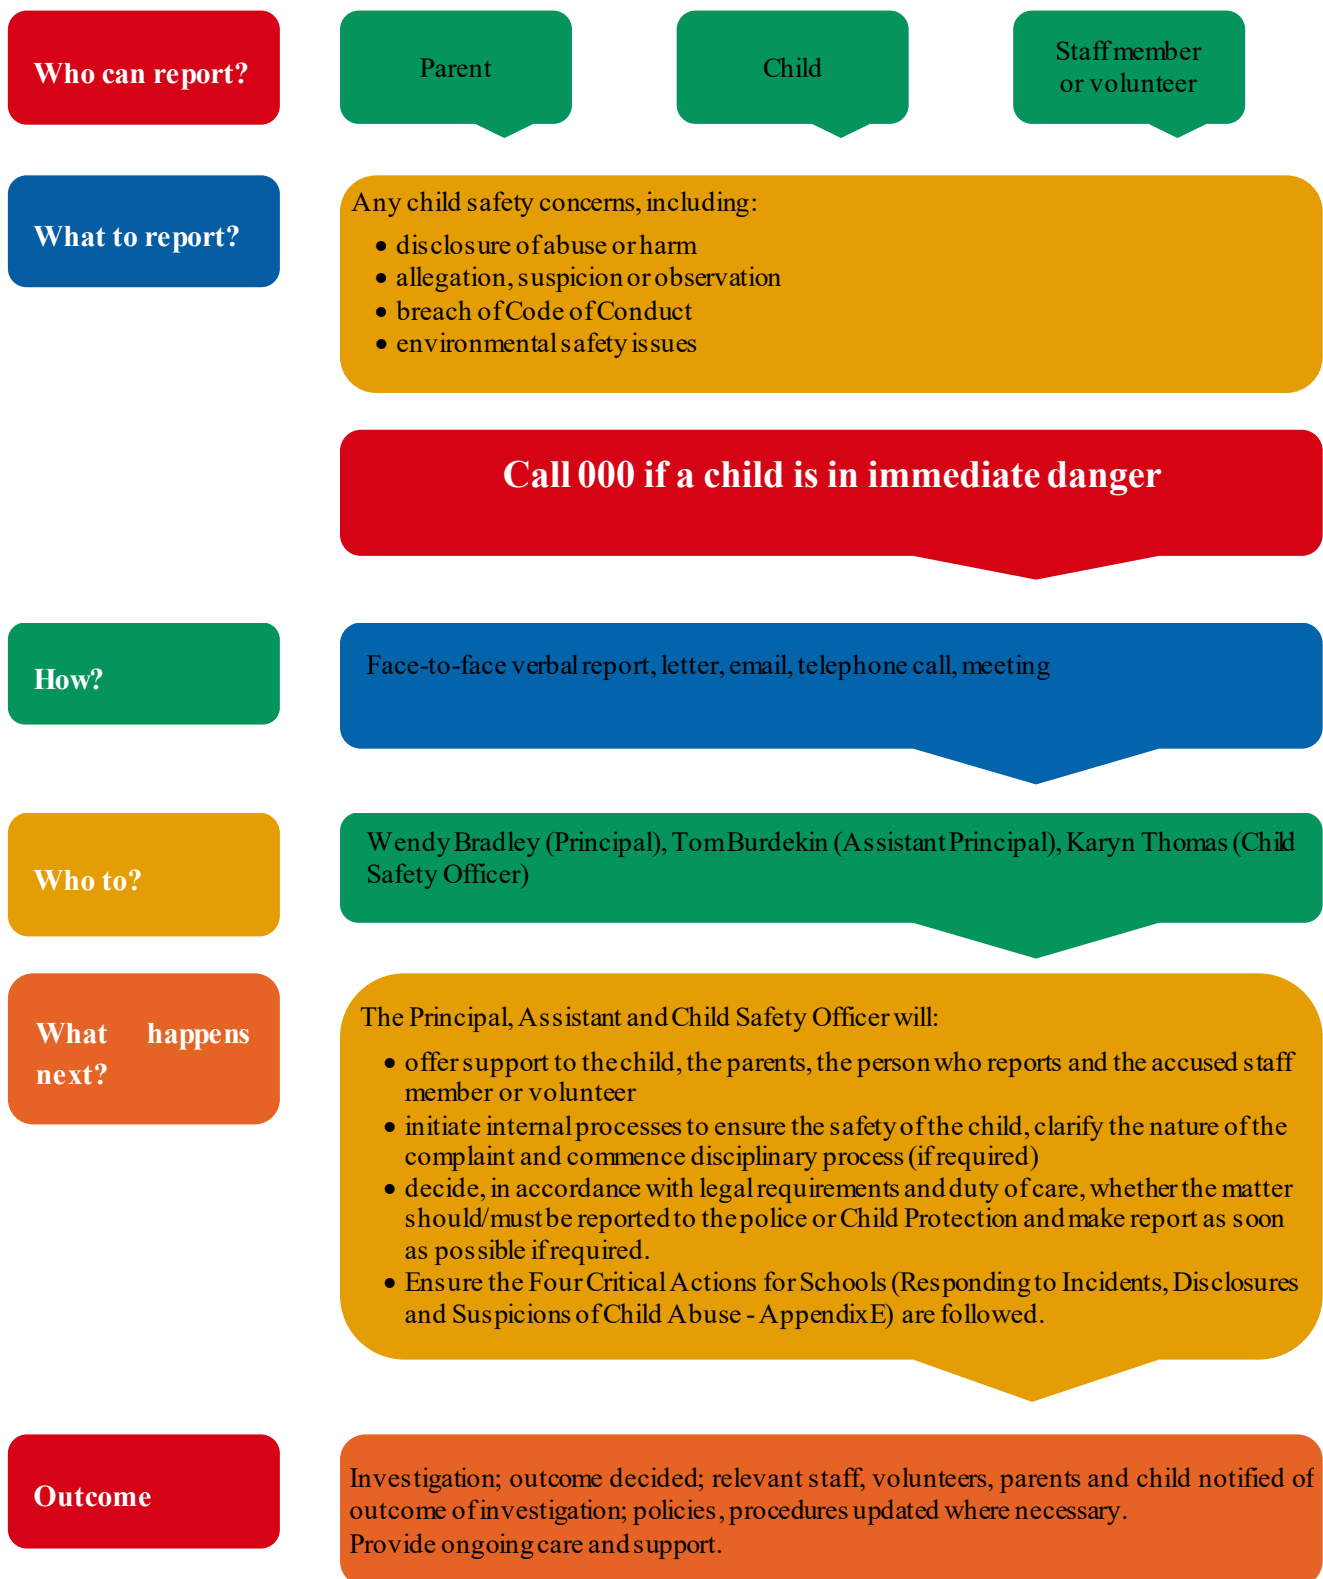 Who can report?
Parent
Child
Staff member
or volunteer
What to report?
Any child safety concerns, including:
• disclosure of abuse or harm
• allegation, suspicion or observation
• breach of Code of Conduct
• environmental safety issues
Call 000 if a child is in immediate danger
How?
Face-to-face verbal report, letter, email, telephone call, meeting
Who to?
Wendy Bradley (Principal), Tom Burdekin (Assistant Principal), Karyn Thomas (Child
Safety Officer)
What happens
next?
The Principal, Assistant and Child Safety Officer will:
• offer support to the child, the parents, the person who reports and the accused staff
member or volunteer
• initiate internal processes to ensure the safety of the child, clarify the nature of the
complaint and commence disciplinary process (if required)
• decide, in accordance with legal requirements and duty of care, whether the matter
should/must be reported to the police or Child Protection and make report as soon
as possible if required.
• Ensure the Four Critical Actions for Schools (Responding to Incidents, Disclosures
and Suspicions of Child Abuse - Appendix E) are followed.
Outcome
Investigation; outcome decided; relevant staff, volunteers, parents and child notified of
outcome of investigation; policies, procedures updated where necessary.
Provide ongoing care and support.